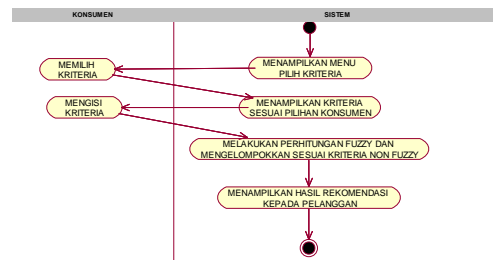 KONSUMEN
SISTEM
MENAMPILKAN MENU
PILIH KRITERIA
MEMILIH
KRITERIA
MENAMPILKAN KRITERIA
SESUAI PILIHAN KONSUMEN
MENGISI
KRITERIA
MELAKUKAN PERHITUNGAN FUZZY DAN
MENGELOMPOKKAN SESUAI KRITERIA NON FUZZY
MENAMPILKAN HASIL REKOMENDASI
KEPADA PELANGGAN